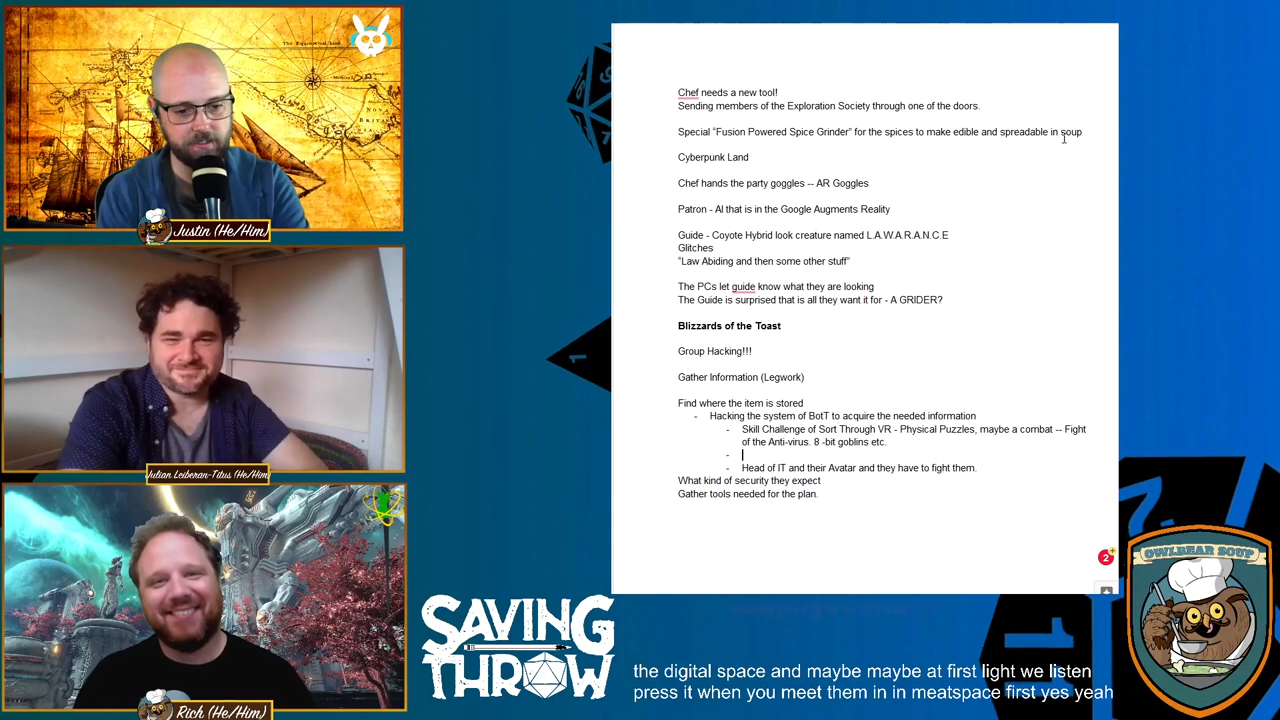 Justin (He/Him)
Julian Leiberan-Titus (He/Him)
Rich (He/Him)
Chef needs a new tool!
Sending members of the Exploration Society through one of the doors.
Special “Fusion Powered Spice Grinder” for the spices to make edible and spreadable in soup
Cyberpunk Land
Chef hands the party goggles -- AR Goggles
Patron - AI that is in the Google Augments Reality
Guide - Coyote Hybrid look creature named L.A.W.A.R.A.N.C.E
Glitches
“Law Abiding and then some other stuff”
The PCs let guide know what they are looking
The Guide is surprised that is all they want it for - A GRIDER?
Blizzards of the Toast
Group Hacking!!!
Gather Information (Legwork)
Find where the item is stored
- Hacking the system of BotT to acquire the needed information
- Skill Challenge of Sort Through VR - Physical Puzzles, maybe a combat -- Fight
of the Anti-virus. 8 -bit goblins etc.
-
- Head of IT and their Avatar and they have to fight them.
What kind of security they expect
Gather tools needed for the plan.
2
SAVING
THROW
the digital space and maybe maybe at first light we listen
press it when you meet them in in meatspace first yes yeah
OWLBEAR SOUP
1
1